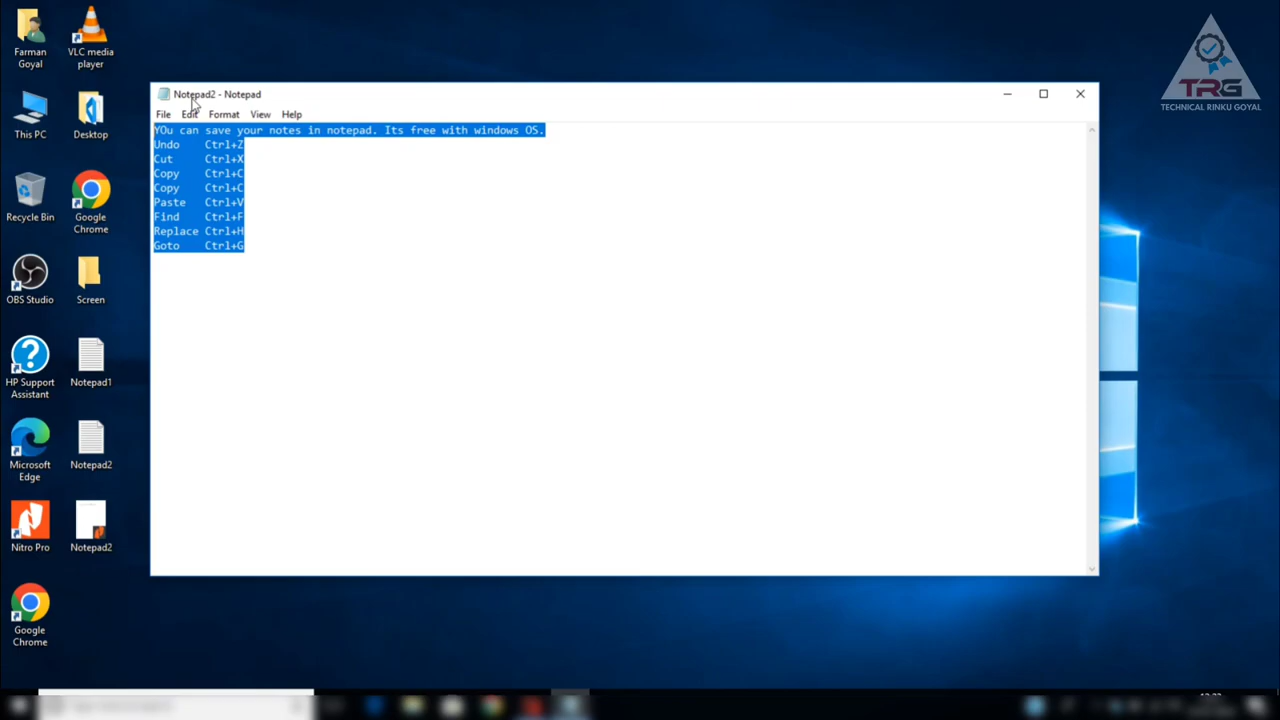 Farman Goyal
VLC media player
This PC
Desktop
Recycle Bin
Google Chrome
OBS Studio
Screen
HP Support Assistant
Notepad1
Microsoft Edge
Notepad2
Nitro Pro
Notepad2
Google Chrome
Notepad2 - Notepad
File Edit Format View Help
YOu can save your notes in notepad. Its free with windows OS.
Undo Ctrl+Z
Cut Ctrl+X
Copy Ctrl+C
Copy Ctrl+C
Paste Ctrl+V
Find Ctrl+F
Replace Ctrl+H
Goto Ctrl+G
TRG
TECHNICAL RINKU GOYAL